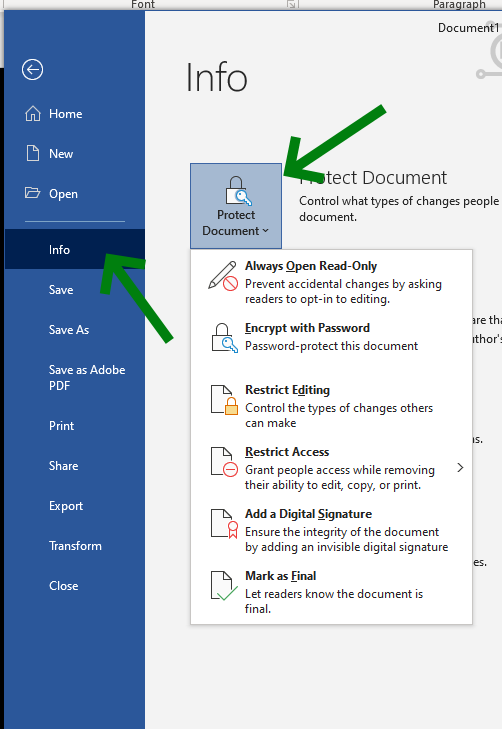 Font
Paragraph
Document1
Info
Home
New
Open
Info
Save
Save As
Save as Adobe
PDF
Print
Share
Export
Transform
Close
Protect
Document
Protect Document
Control what types of changes people
document.
Always Open Read-Only
Prevent accidental changes by asking
readers to opt-in to editing.
Encrypt with Password
Password-protect this document
Restrict Editing
Control the types of changes others
can make
Restrict Access
Grant people access while removing
their ability to edit, copy, or print.
Add a Digital Signature
Ensure the integrity of the document
by adding an invisible digital signature
Mark as Final
Let readers know the document is
final.
are tha
uthor's
ns.
es.